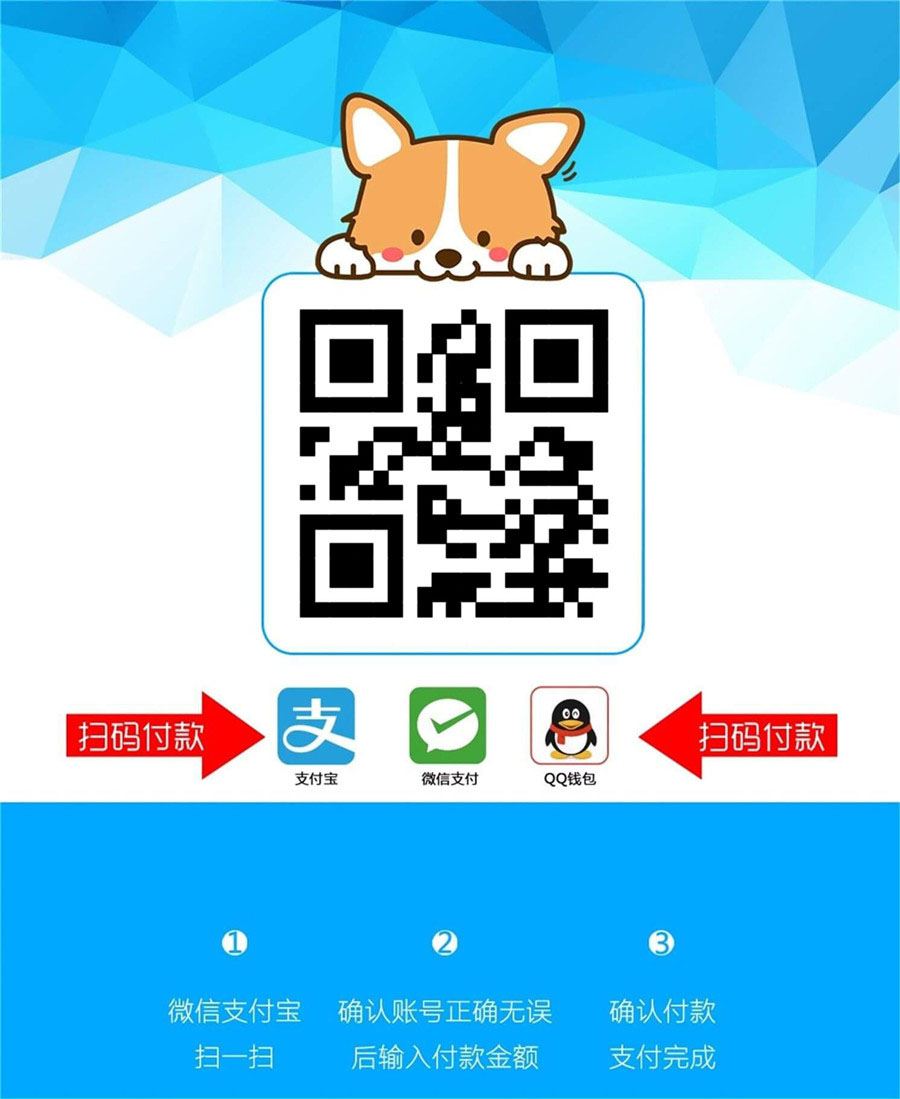 扫码付款
支
扫码付款
支付宝
微信支付
QQ钱包
1
2
3
微信支付宝
扫一扫
确认账号正确无误
后输入付款金额
确认付款
支付完成